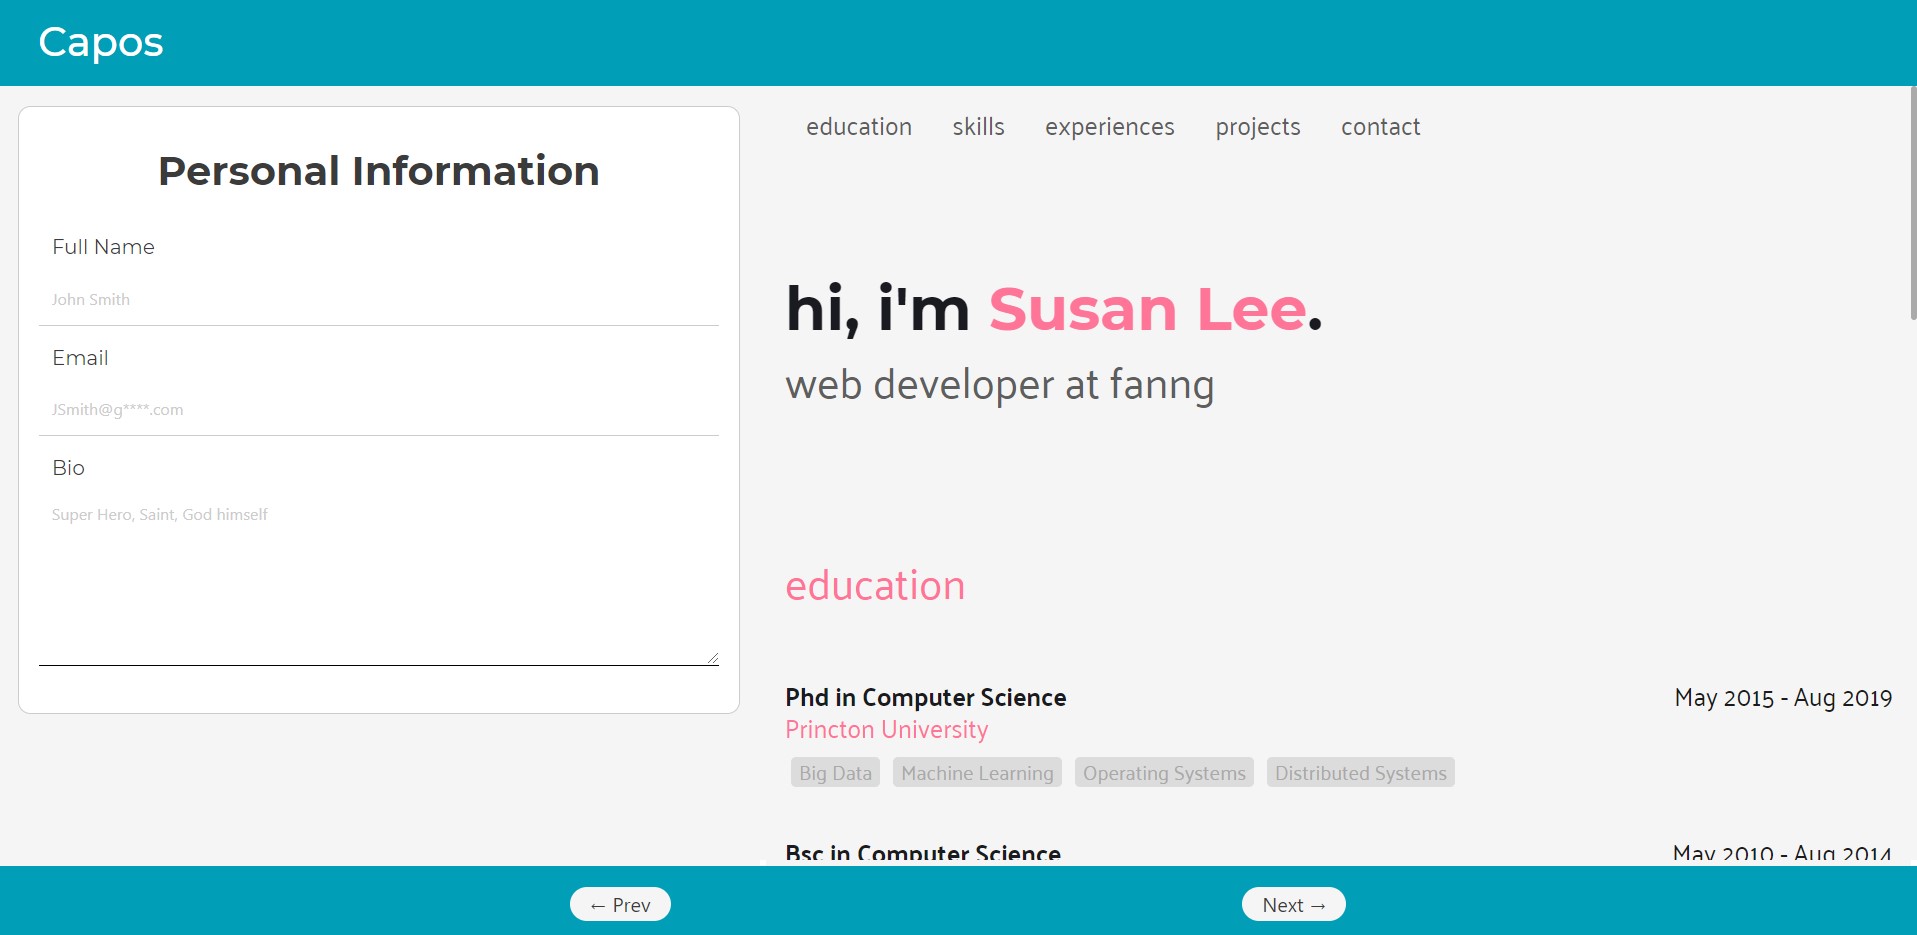 Capos
Personal Information
Full Name
John Smith
Email
JSmith@g****.com
Bio
Super Hero, Saint, God himself
education skills experiences projects contact
hi, i'm Susan Lee.
web developer at fanng
education
Phd in Computer Science May 2015 - Aug 2019
Princton University
Big Data Machine Learning Operating Systems Distributed Systems
Bsc in Computer Science May 2010 - Aug 2014
← Prev Next →